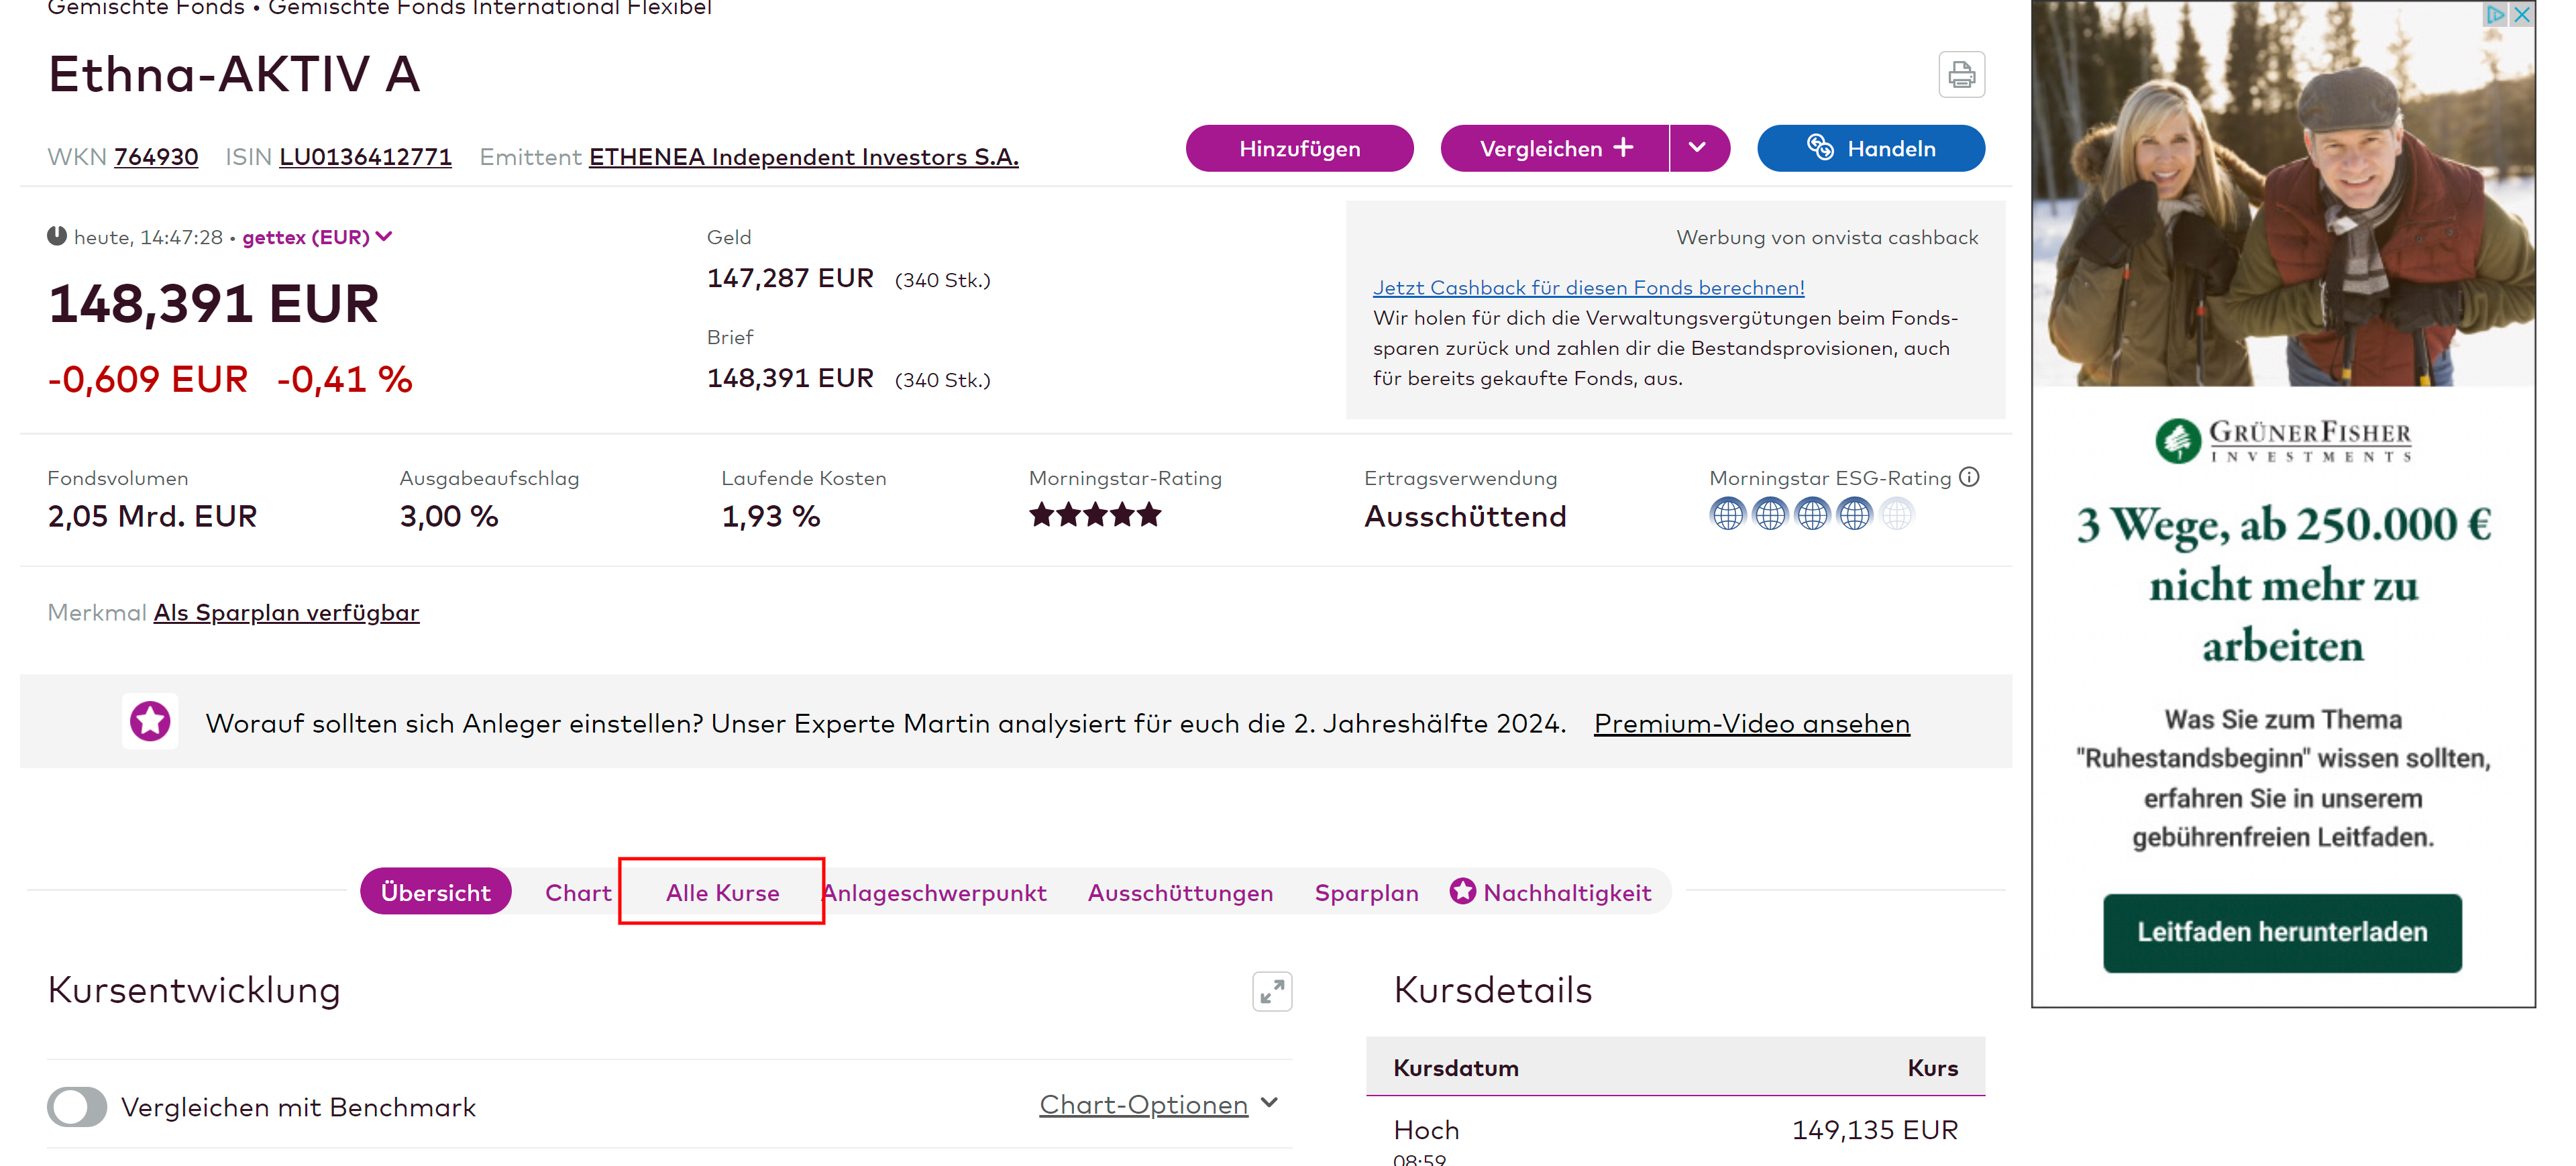 Gemischte Fonds • Gemischte Fonds International Flexibel
Ethna-AKTIV A
WKN 764930 ISIN LU0136412771 Emittent ETHENEA Independent Investors S.A.
Hinzufügen
Vergleichen
Handeln
heute, 14:47:28 • gettex (EUR)
148,391 EUR
-0,609 EUR -0,41 %
Geld
147,287 EUR (340 Stk.)
Brief
148,391 EUR (340 Stk.)
Werbung von onvista cashback
Jetzt Cashback für diesen Fonds berechnen!
Wir holen für dich die Verwaltungsvergütungen beim Fonds-
sparen zurück und zahlen dir die Bestandsprovisionen, auch
für bereits gekaufte Fonds, aus.
Fondsvolumen
2,05 Mrd. EUR
Ausgabeaufschlag
3,00 %
Laufende Kosten
1,93 %
Morningstar-Rating
Ertragsverwendung
Ausschüttend
Morningstar ESG-Rating
Merkmal Als Sparplan verfügbar
Worauf sollten sich Anleger einstellen? Unser Experte Martin analysiert für euch die 2. Jahreshälfte 2024. Premium-Video ansehen
Übersicht Chart Alle Kurse Anlageschwerpunkt Ausschüttungen Sparplan Nachhaltigkeit
Kursentwicklung
Vergleichen mit Benchmark
Chart-Optionen
Kursdetails
Kursdatum Kurs
Hoch 149,135 EUR
08:59
GRÜNER FISHER
INVESTMENTS
3 Wege, ab 250.000 €
nicht mehr zu
arbeiten
Was Sie zum Thema
"Ruhestandsbeginn" wissen sollten,
erfahren Sie in unserem
gebührenfreien Leitfaden.
Leitfaden herunterladen